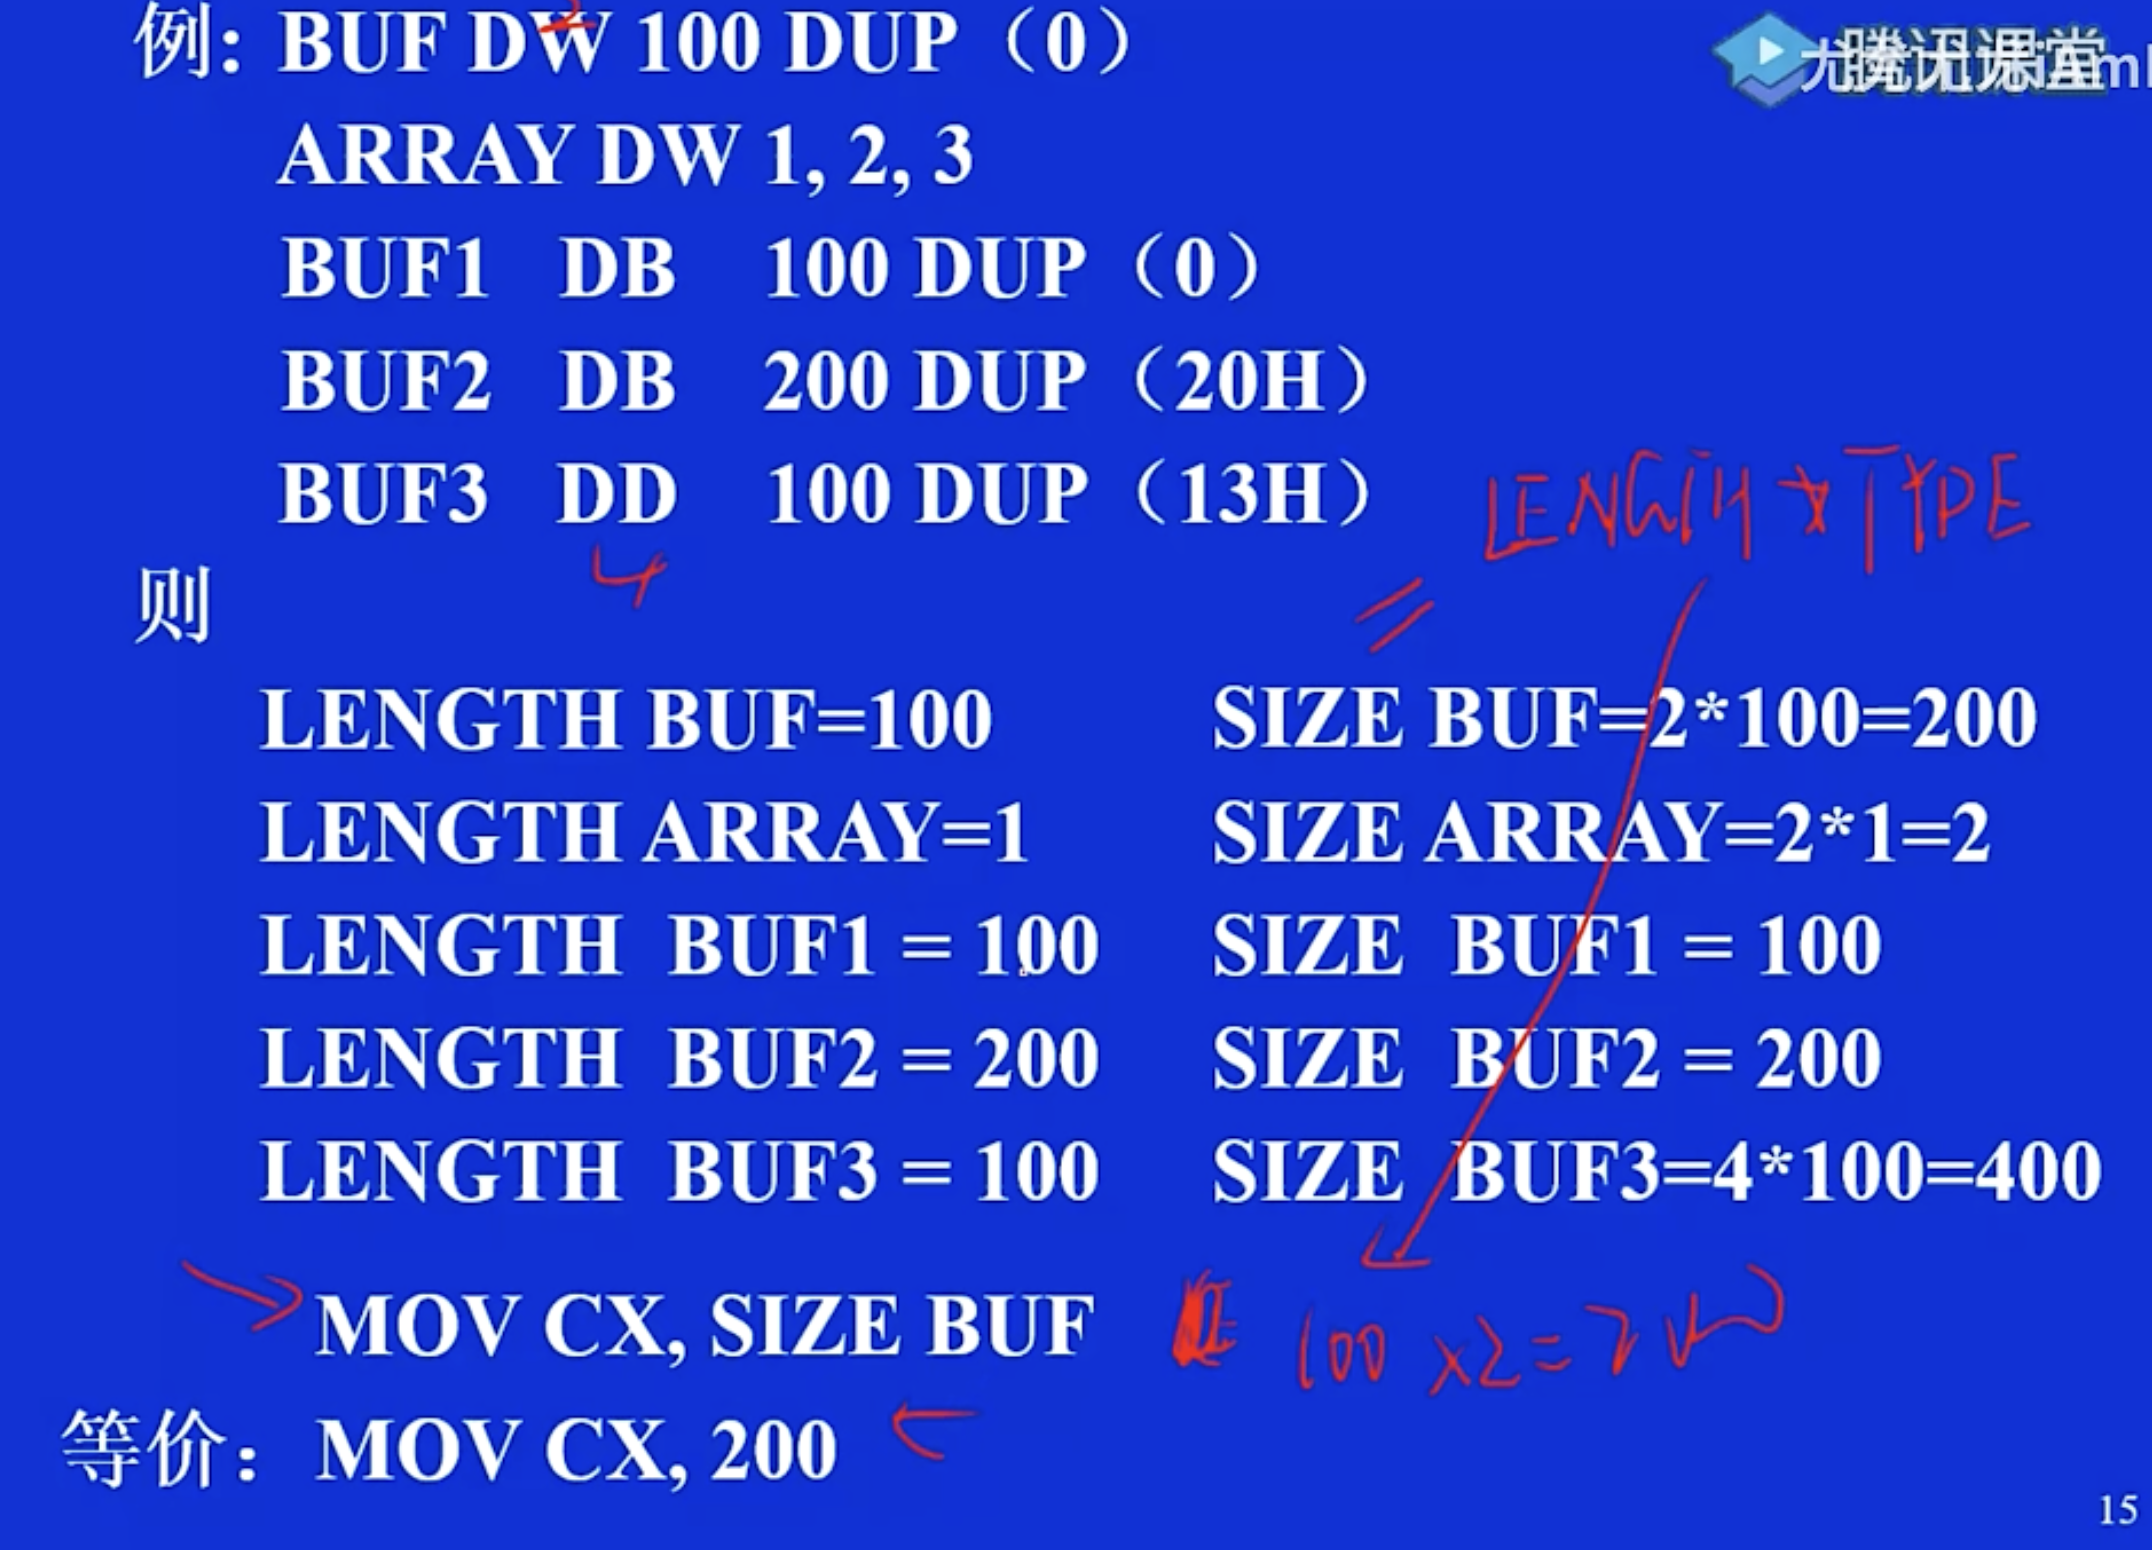 例: BUF DW 100 DUP（0）
2
腾讯课堂
ARRAY DW 1, 2, 3
BUF1 DB 100 DUP（0）
BUF2 DB 200 DUP（20H）
BUF3 DD 100 DUP（13H）
4
LENGTH * TYPE
=
则
LENGTH BUF=100 SIZE BUF=2*100=200
LENGTH ARRAY=1 SIZE ARRAY=2*1=2
LENGTH BUF1 = 100 SIZE BUF1 = 100
LENGTH BUF2 = 200 SIZE BUF2 = 200
LENGTH BUF3 = 100 SIZE BUF3=4*100=400
MOV CX, SIZE BUF 100 ×2=200
等价: MOV CX, 200
15